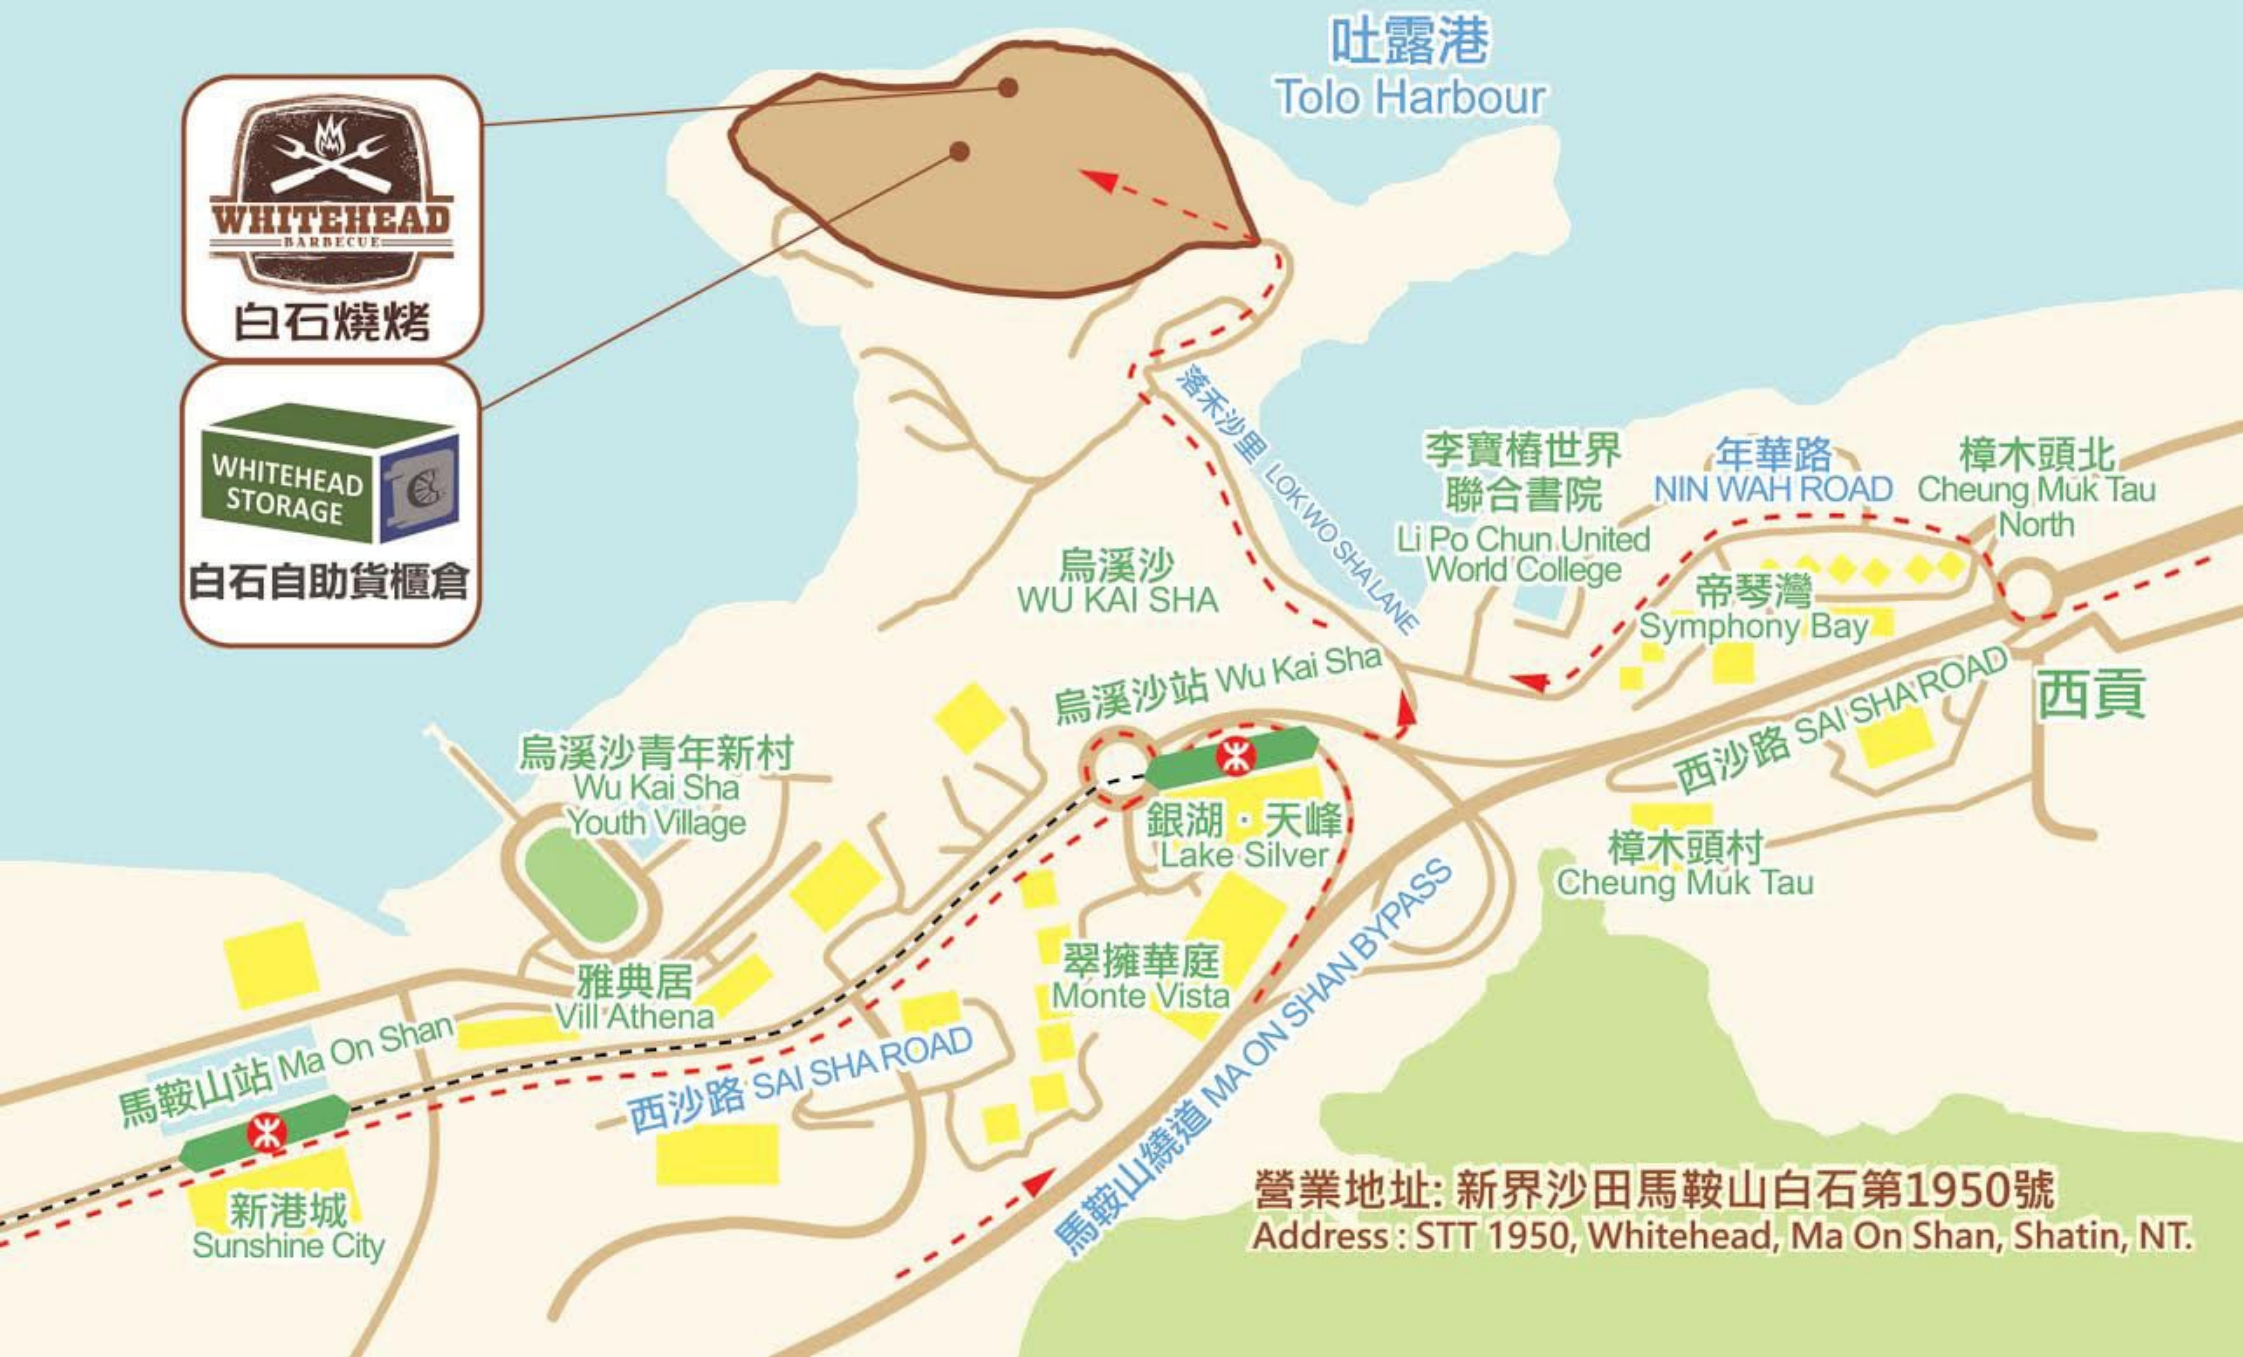 吐露港
Tolo Harbour
WHITEHEAD
BARBECUE
白石燒烤
WHITEHEAD
STORAGE
白石自助貨櫃倉
落禾沙里 LOK WO SHA LANE
李寶樁世界
聯合書院
Li Po Chun United
World College
年華路
NIN WAH ROAD
樟木頭北
Cheung Muk Tau
North
烏溪沙
WU KAI SHA
帝琴灣
Symphony Bay
烏溪沙站 Wu Kai Sha
西沙路 SAI SHA ROAD
西貢
烏溪沙青年新村
Wu Kai Sha
Youth Village
銀湖·天峰
Lake Silver
樟木頭村
Cheung Muk Tau
翠擁華庭
Monte Vista
雅典居
Vill Athena
馬鞍山站 Ma On Shan
西沙路 SAI SHA ROAD
馬鞍山繞道 MA ON SHAN BYPASS
新港城
Sunshine City
營業地址: 新界沙田馬鞍山白石第1950號
Address : STT 1950, Whitehead, Ma On Shan, Shatin, NT.